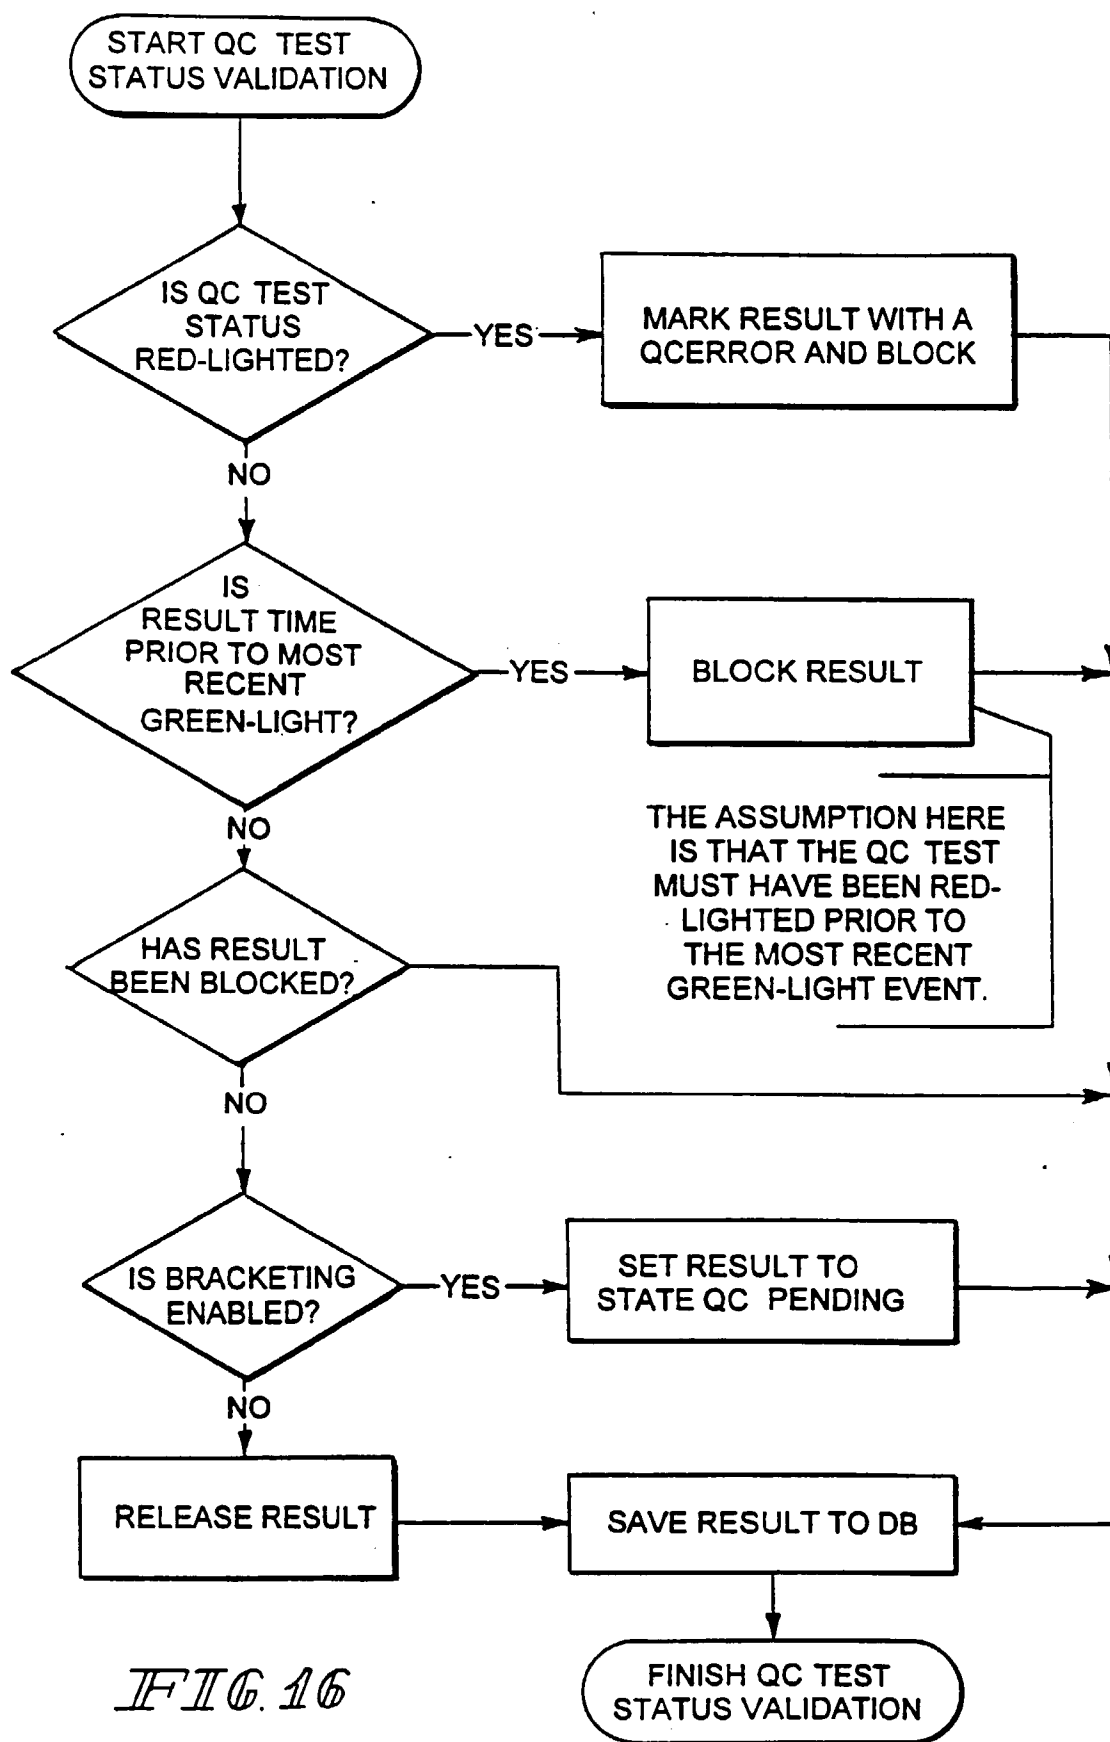 START QC TEST
STATUS VALIDATION
IS QC TEST
STATUS
RED-LIGHTED?
YES
MARK RESULT WITH A
QCERROR AND BLOCK
NO
IS
RESULT TIME
PRIOR TO MOST
RECENT
GREEN-LIGHT?
YES
BLOCK RESULT
THE ASSUMPTION HERE
IS THAT THE QC TEST
MUST HAVE BEEN RED-
LIGHTED PRIOR TO
THE MOST RECENT
GREEN-LIGHT EVENT.
NO
HAS RESULT
BEEN BLOCKED?
NO
IS BRACKETING
ENABLED?
YES
SET RESULT TO
STATE QC PENDING
NO
RELEASE RESULT
SAVE RESULT TO DB
FINISH QC TEST
STATUS VALIDATION
FIG. 16